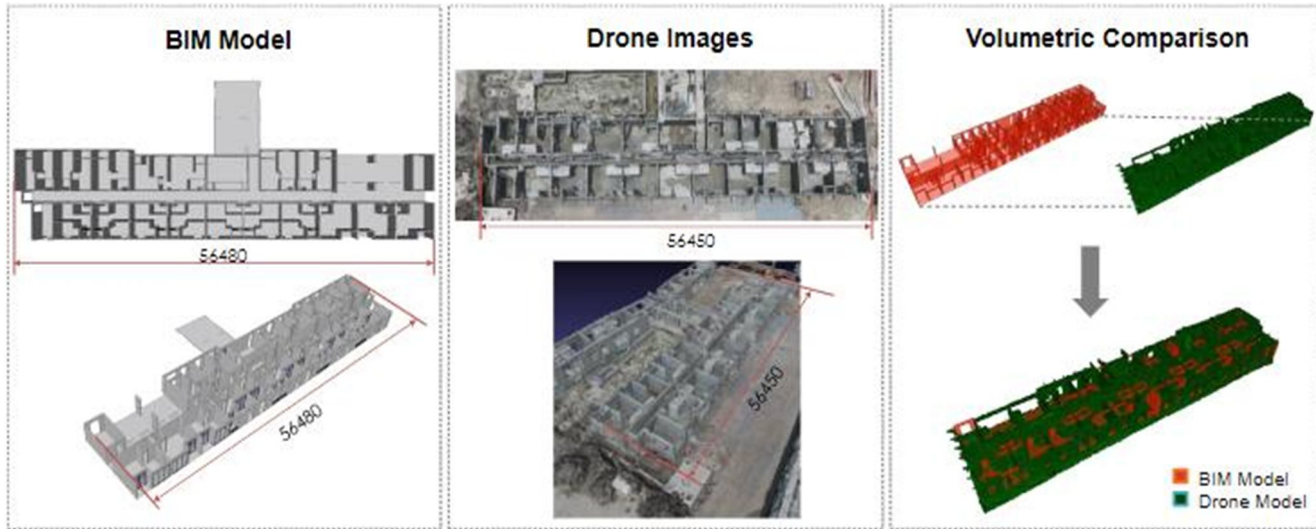 BIM Model
56480
56480
Drone Images
56450
56450
Volumetric Comparison
BIM Model
Drone Model